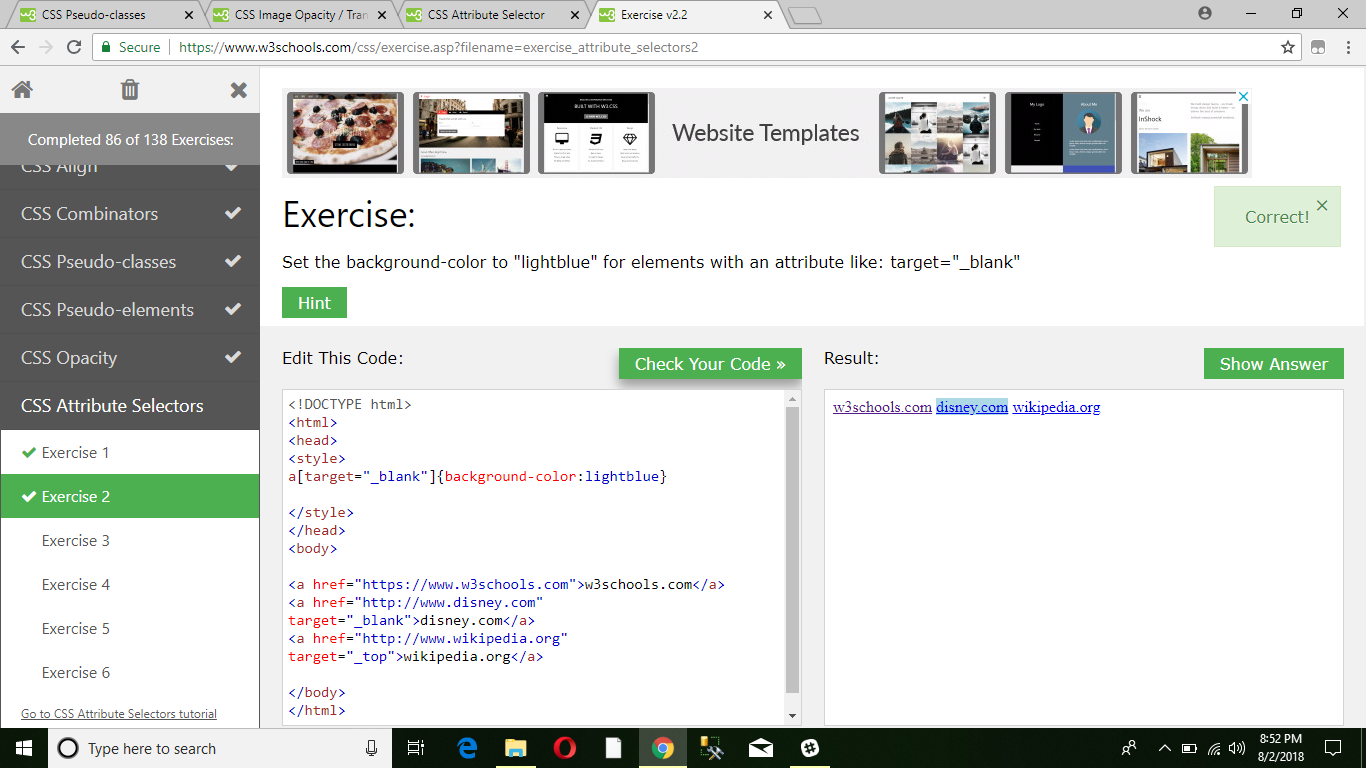 CSS Pseudo-classes
CSS Image Opacity / Tran
CSS Attribute Selector
Exercise v2.2
Secure
https://www.w3schools.com/css/exercise.asp?filename=exercise_attribute_selectors2
Completed 86 of 138 Exercises:
CSS Align
CSS Combinators
CSS Pseudo-classes
CSS Pseudo-elements
CSS Opacity
CSS Attribute Selectors
Exercise 1
Exercise 2
Exercise 3
Exercise 4
Exercise 5
Exercise 6
Go to CSS Attribute Selectors tutorial
BUILT WITH W3.CSS
Website Templates
My Logo
About Me
InShock
Exercise:
Correct!
Set the background-color to "lightblue" for elements with an attribute like: target="_blank"
Hint
Edit This Code:
Check Your Code »
<!DOCTYPE html>
<html>
<head>
<style>
a[target="_blank"]{background-color:lightblue}
</style>
</head>
<body>
<a href="https://www.w3schools.com">w3schools.com</a>
<a href="http://www.disney.com"
target="_blank">disney.com</a>
<a href="http://www.wikipedia.org"
target="_top">wikipedia.org</a>
</body>
</html>
Result:
Show Answer
w3schools.com disney.com wikipedia.org
Type here to search
8:52 PM
8/2/2018